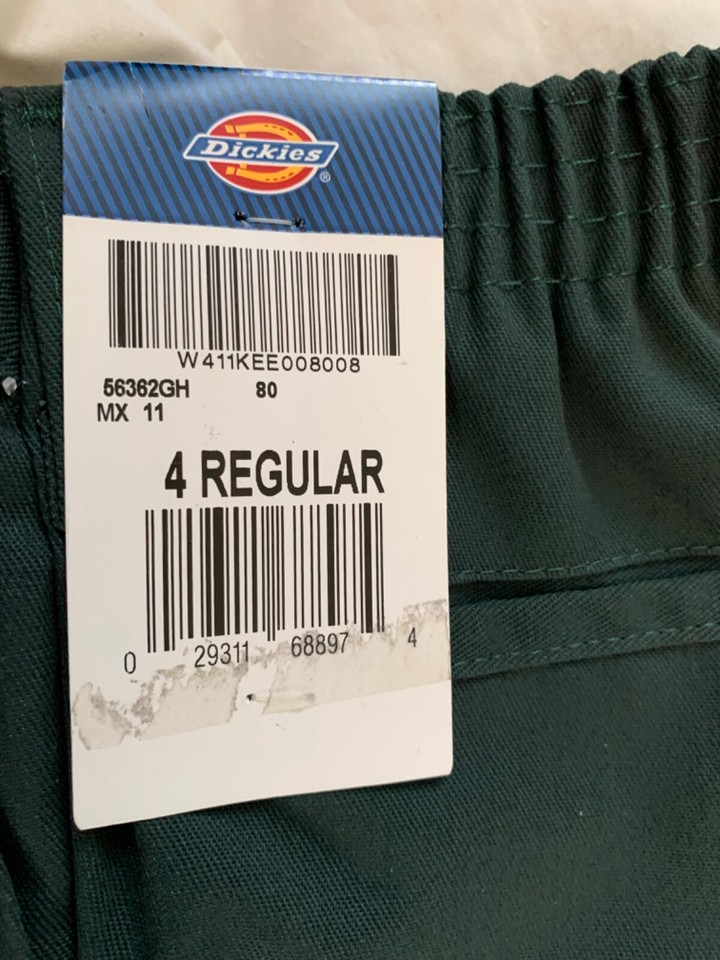 Dickies®
W411KEE008008
56362GH 80
MX 11
4 REGULAR
0 29311 68897 4